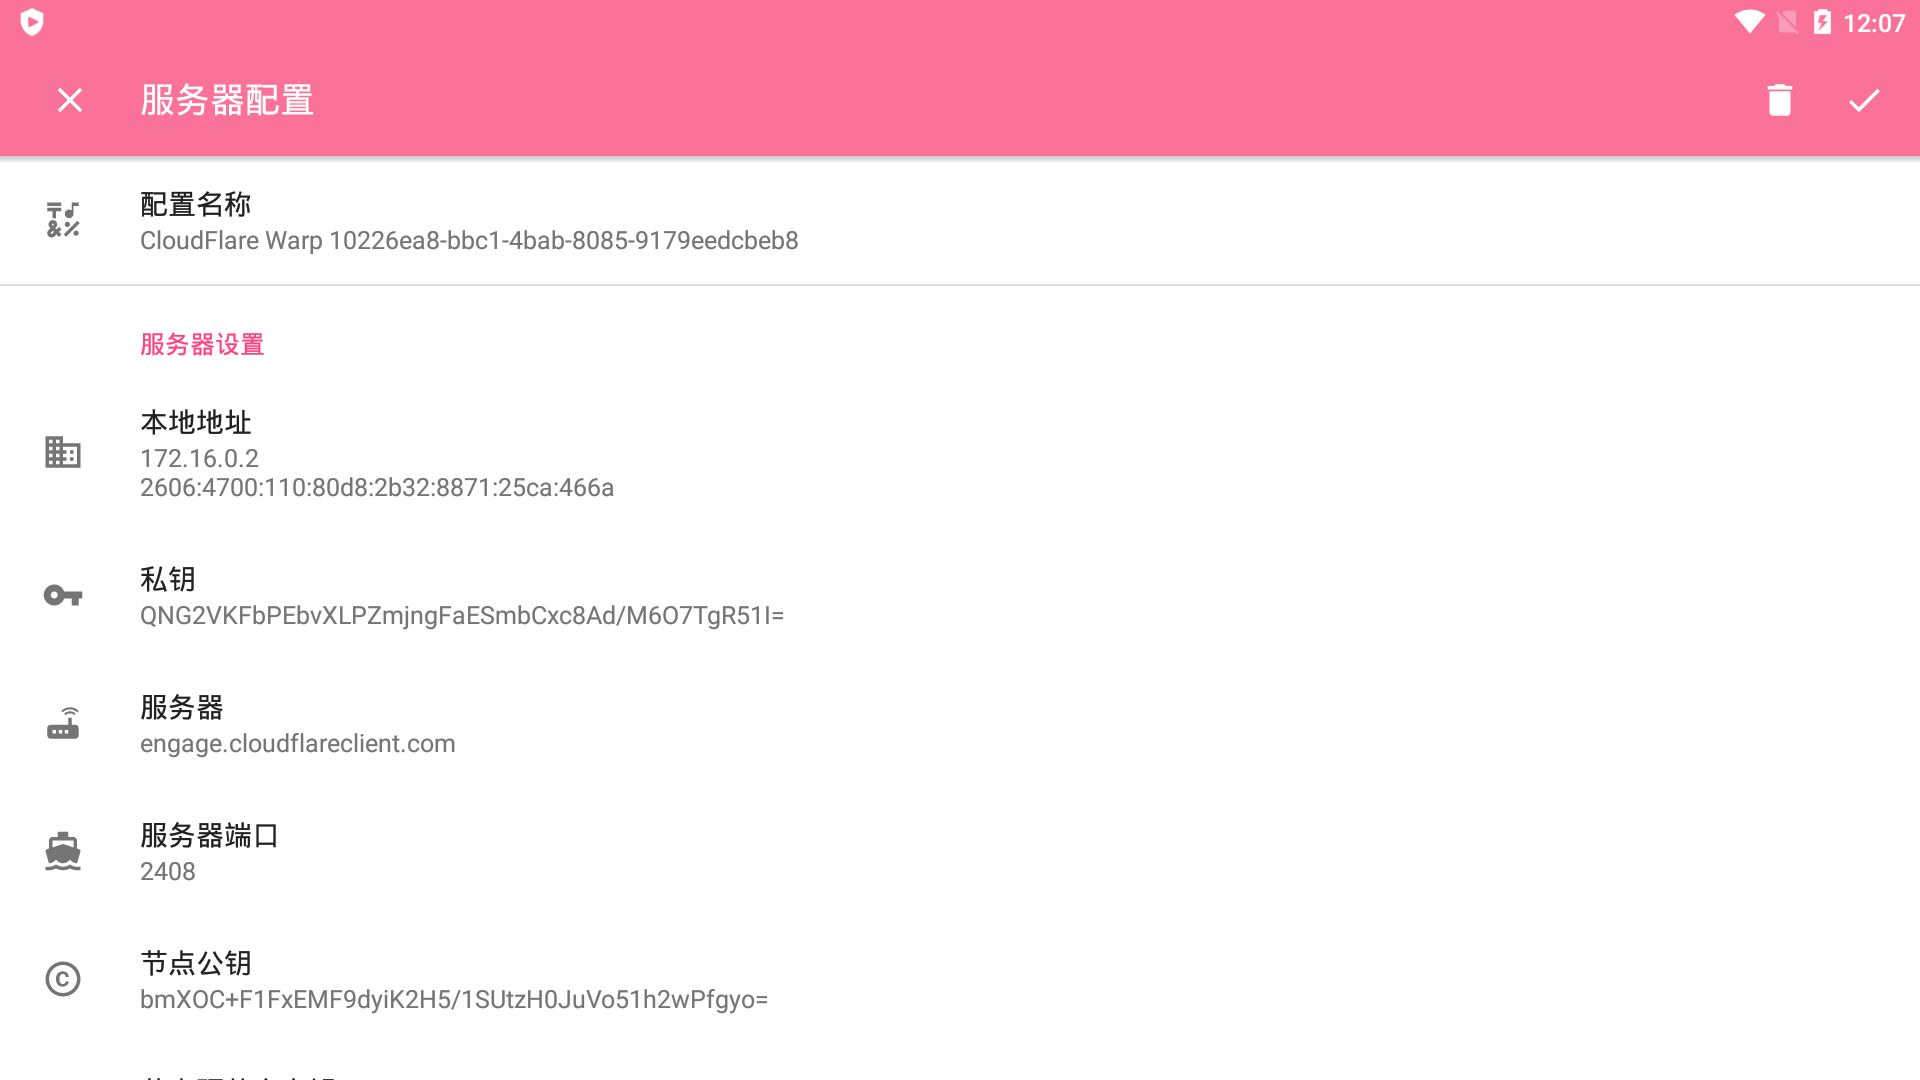 12:07
服务器配置
配置名称
CloudFlare Warp 10226ea8-bbc1-4bab-8085-9179eedcbeb8
服务器设置
本地地址
172.16.0.2
2606:4700:110:80d8:2b32:8871:25ca:466a
私钥
QNG2VKFbPEbvXLPZmjngFaESmbCxc8Ad/M6O7TgR51I=
服务器
engage.cloudflareclient.com
服务器端口
2408
节点公钥
bmXOC+F1FxEMF9dyiK2H5/1SUtzH0JuVo51h2wPfgyo=